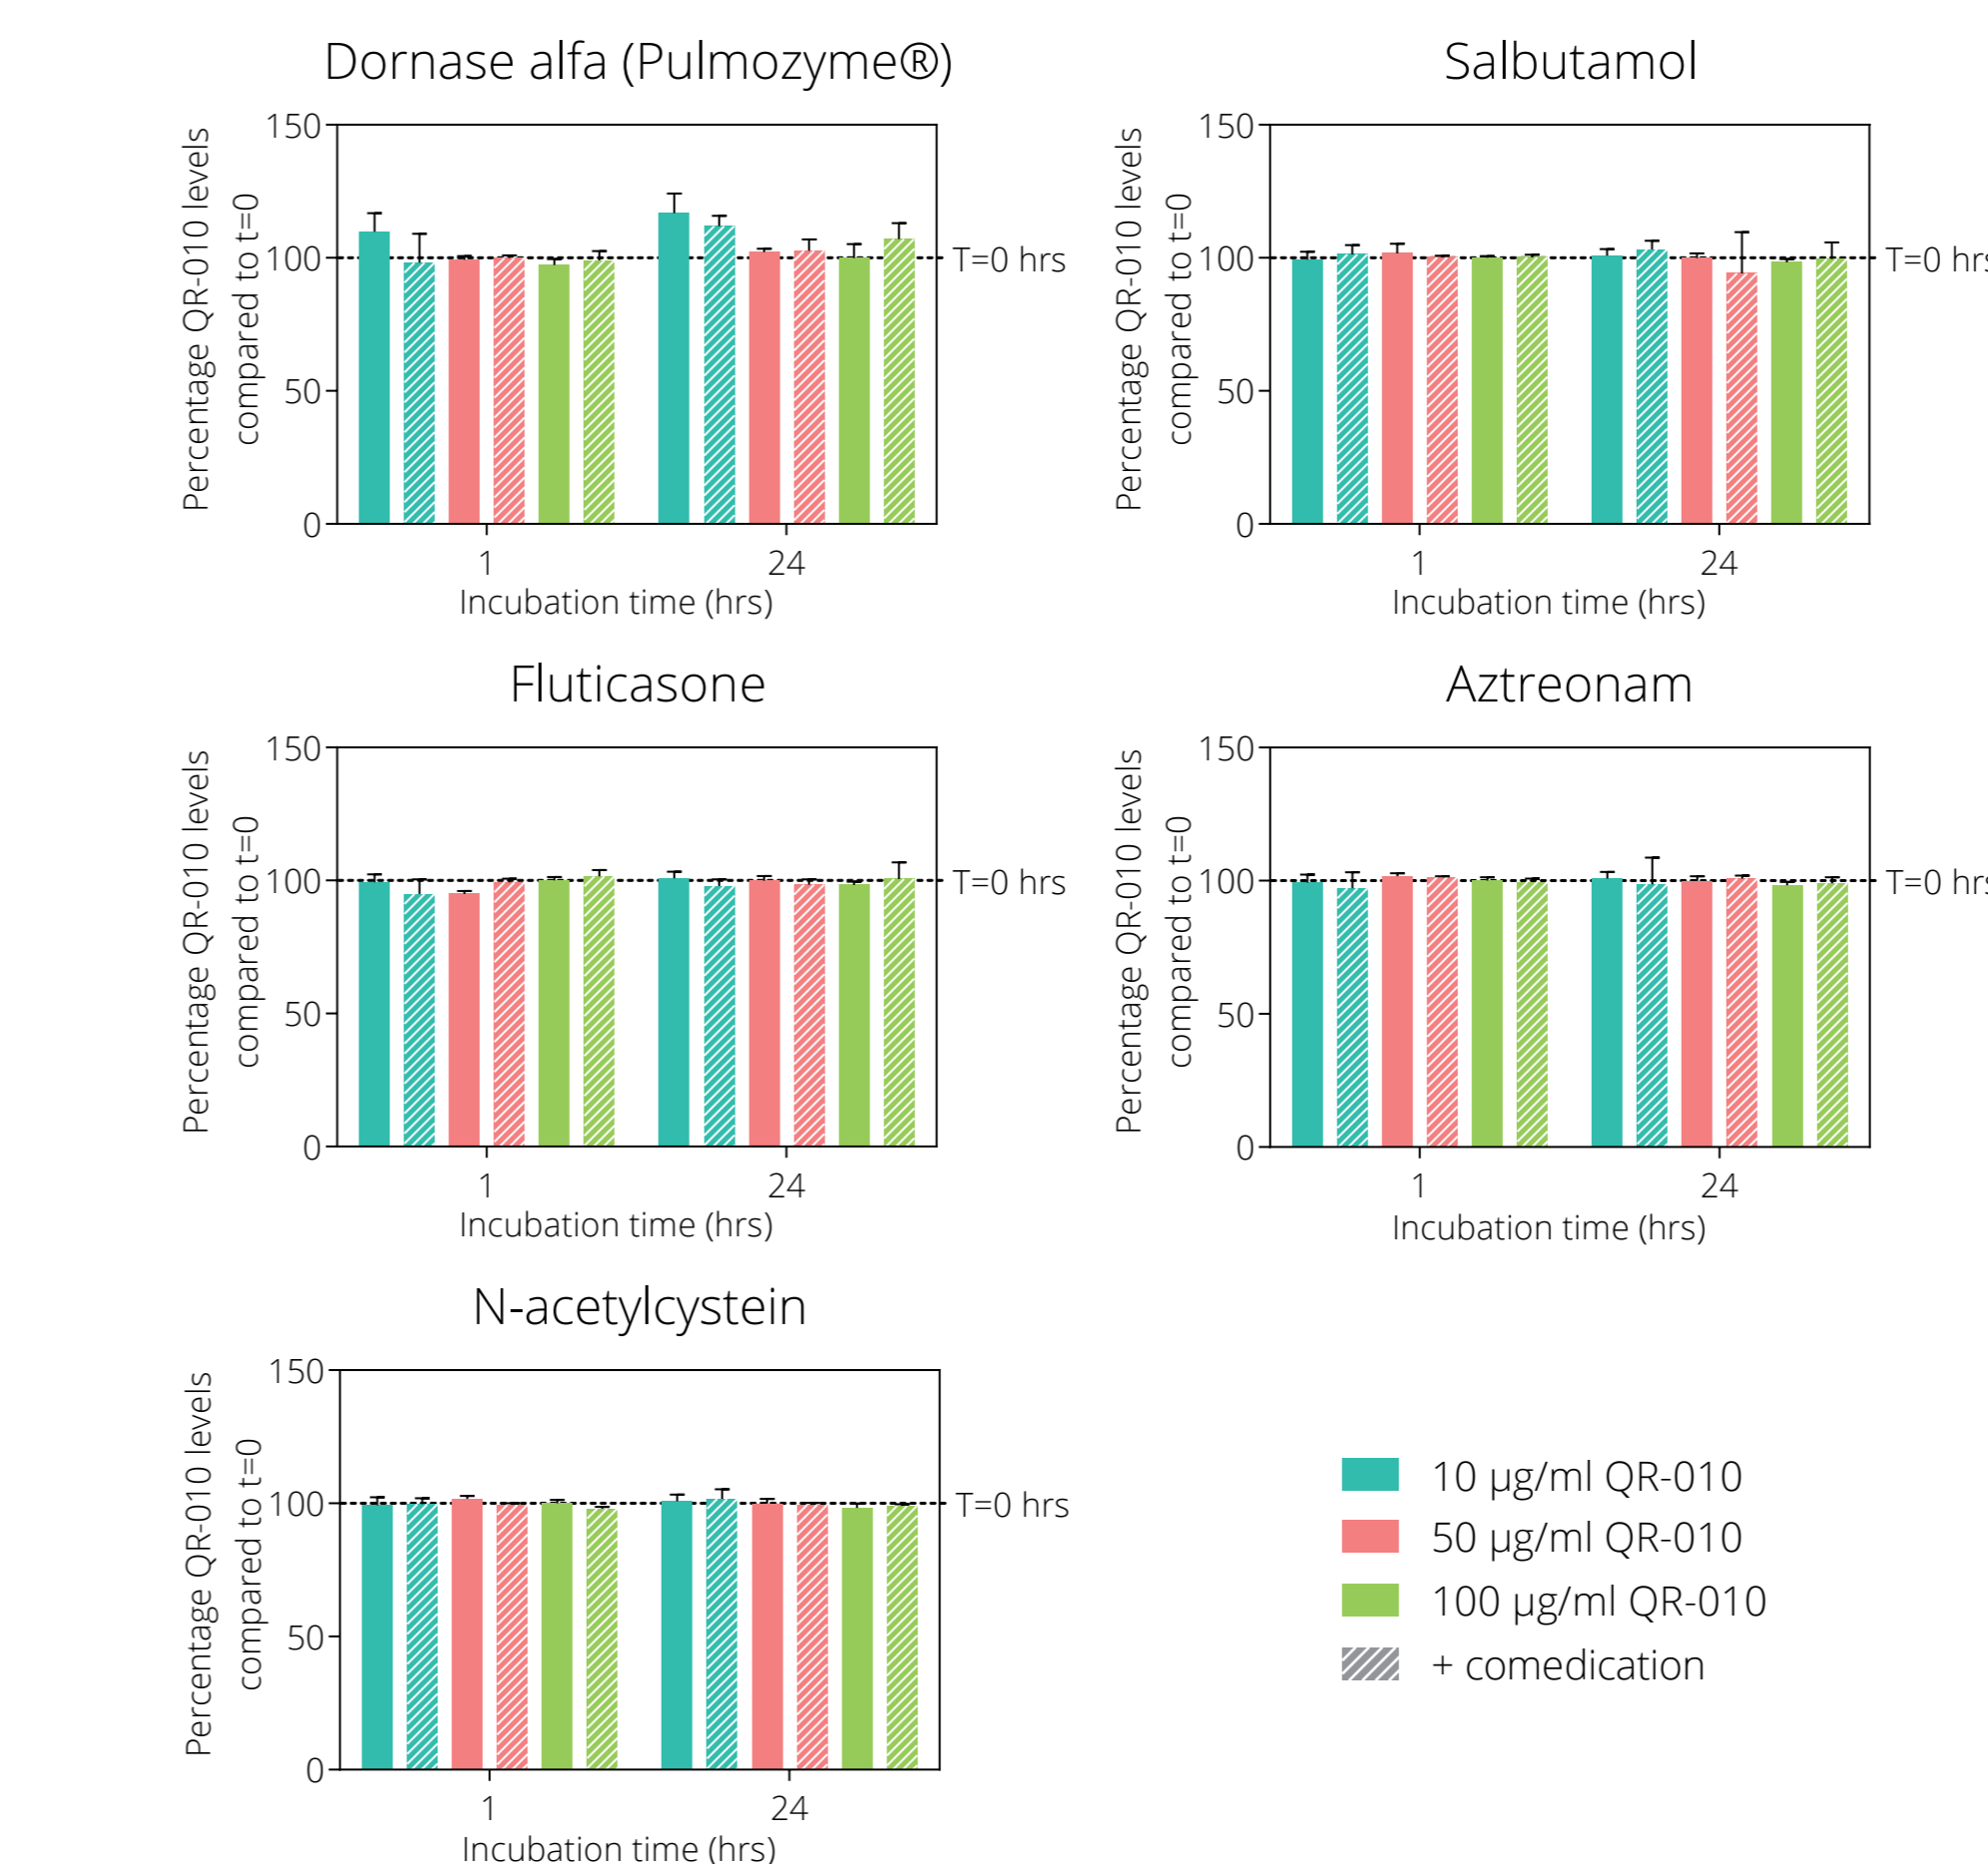 Dornase alfa (Pulmozyme®)
Percentage QR-010 levels
compared to t=0
150
100
50
0
T=0 hrs
1
24
Incubation time (hrs)
Salbutamol
Percentage QR-010 levels
compared to t=0
150
100
50
0
T=0 hrs
1
24
Incubation time (hrs)
Fluticasone
Percentage QR-010 levels
compared to t=0
150
100
50
0
T=0 hrs
1
24
Incubation time (hrs)
Aztreonam
Percentage QR-010 levels
compared to t=0
150
100
50
0
T=0 hrs
1
24
Incubation time (hrs)
N-acetylcystein
Percentage QR-010 levels
compared to t=0
150
100
50
0
T=0 hrs
1
24
Incubation time (hrs)
10 µg/ml QR-010
50 µg/ml QR-010
100 µg/ml QR-010
+ comedication